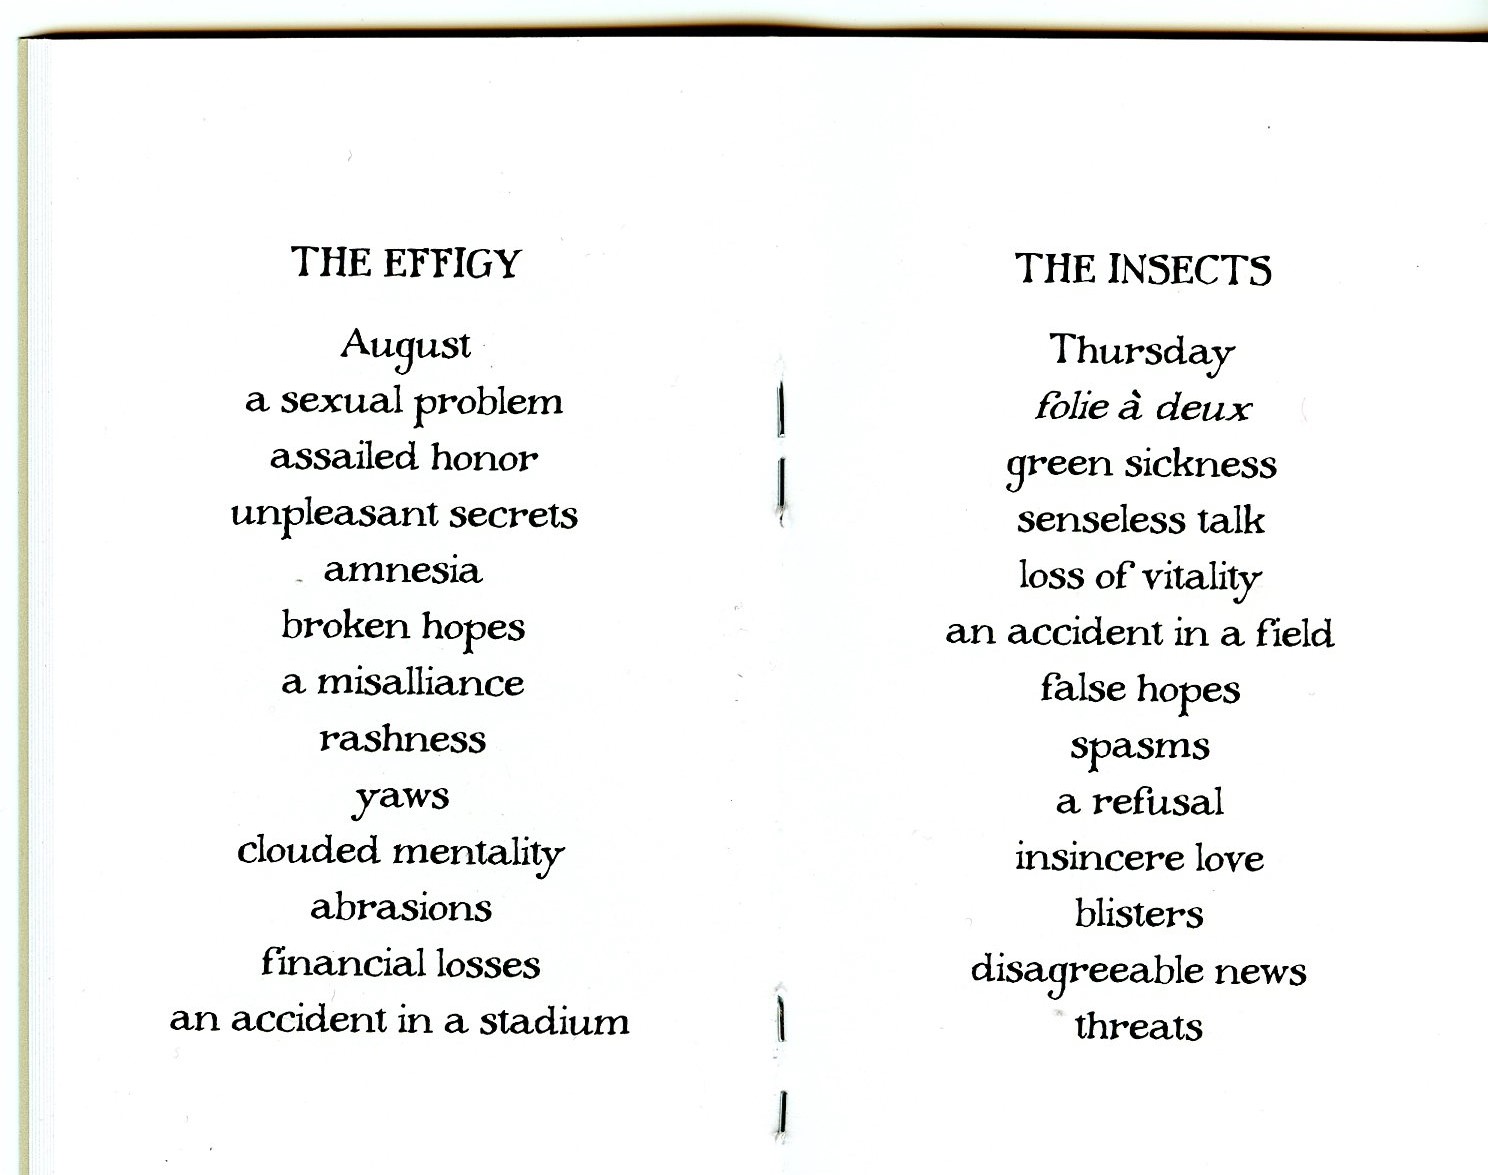 THE EFFIGY
August
a sexual problem
assailed honor
unpleasant secrets
amnesia
broken hopes
a misalliance
rashness
yaws
clouded mentality
abrasions
financial losses
an accident in a stadium
THE INSECTS
Thursday
folie à deux
green sickness
senseless talk
loss of vitality
an accident in a field
false hopes
spasms
a refusal
insincere love
blisters
disagreeable news
threats